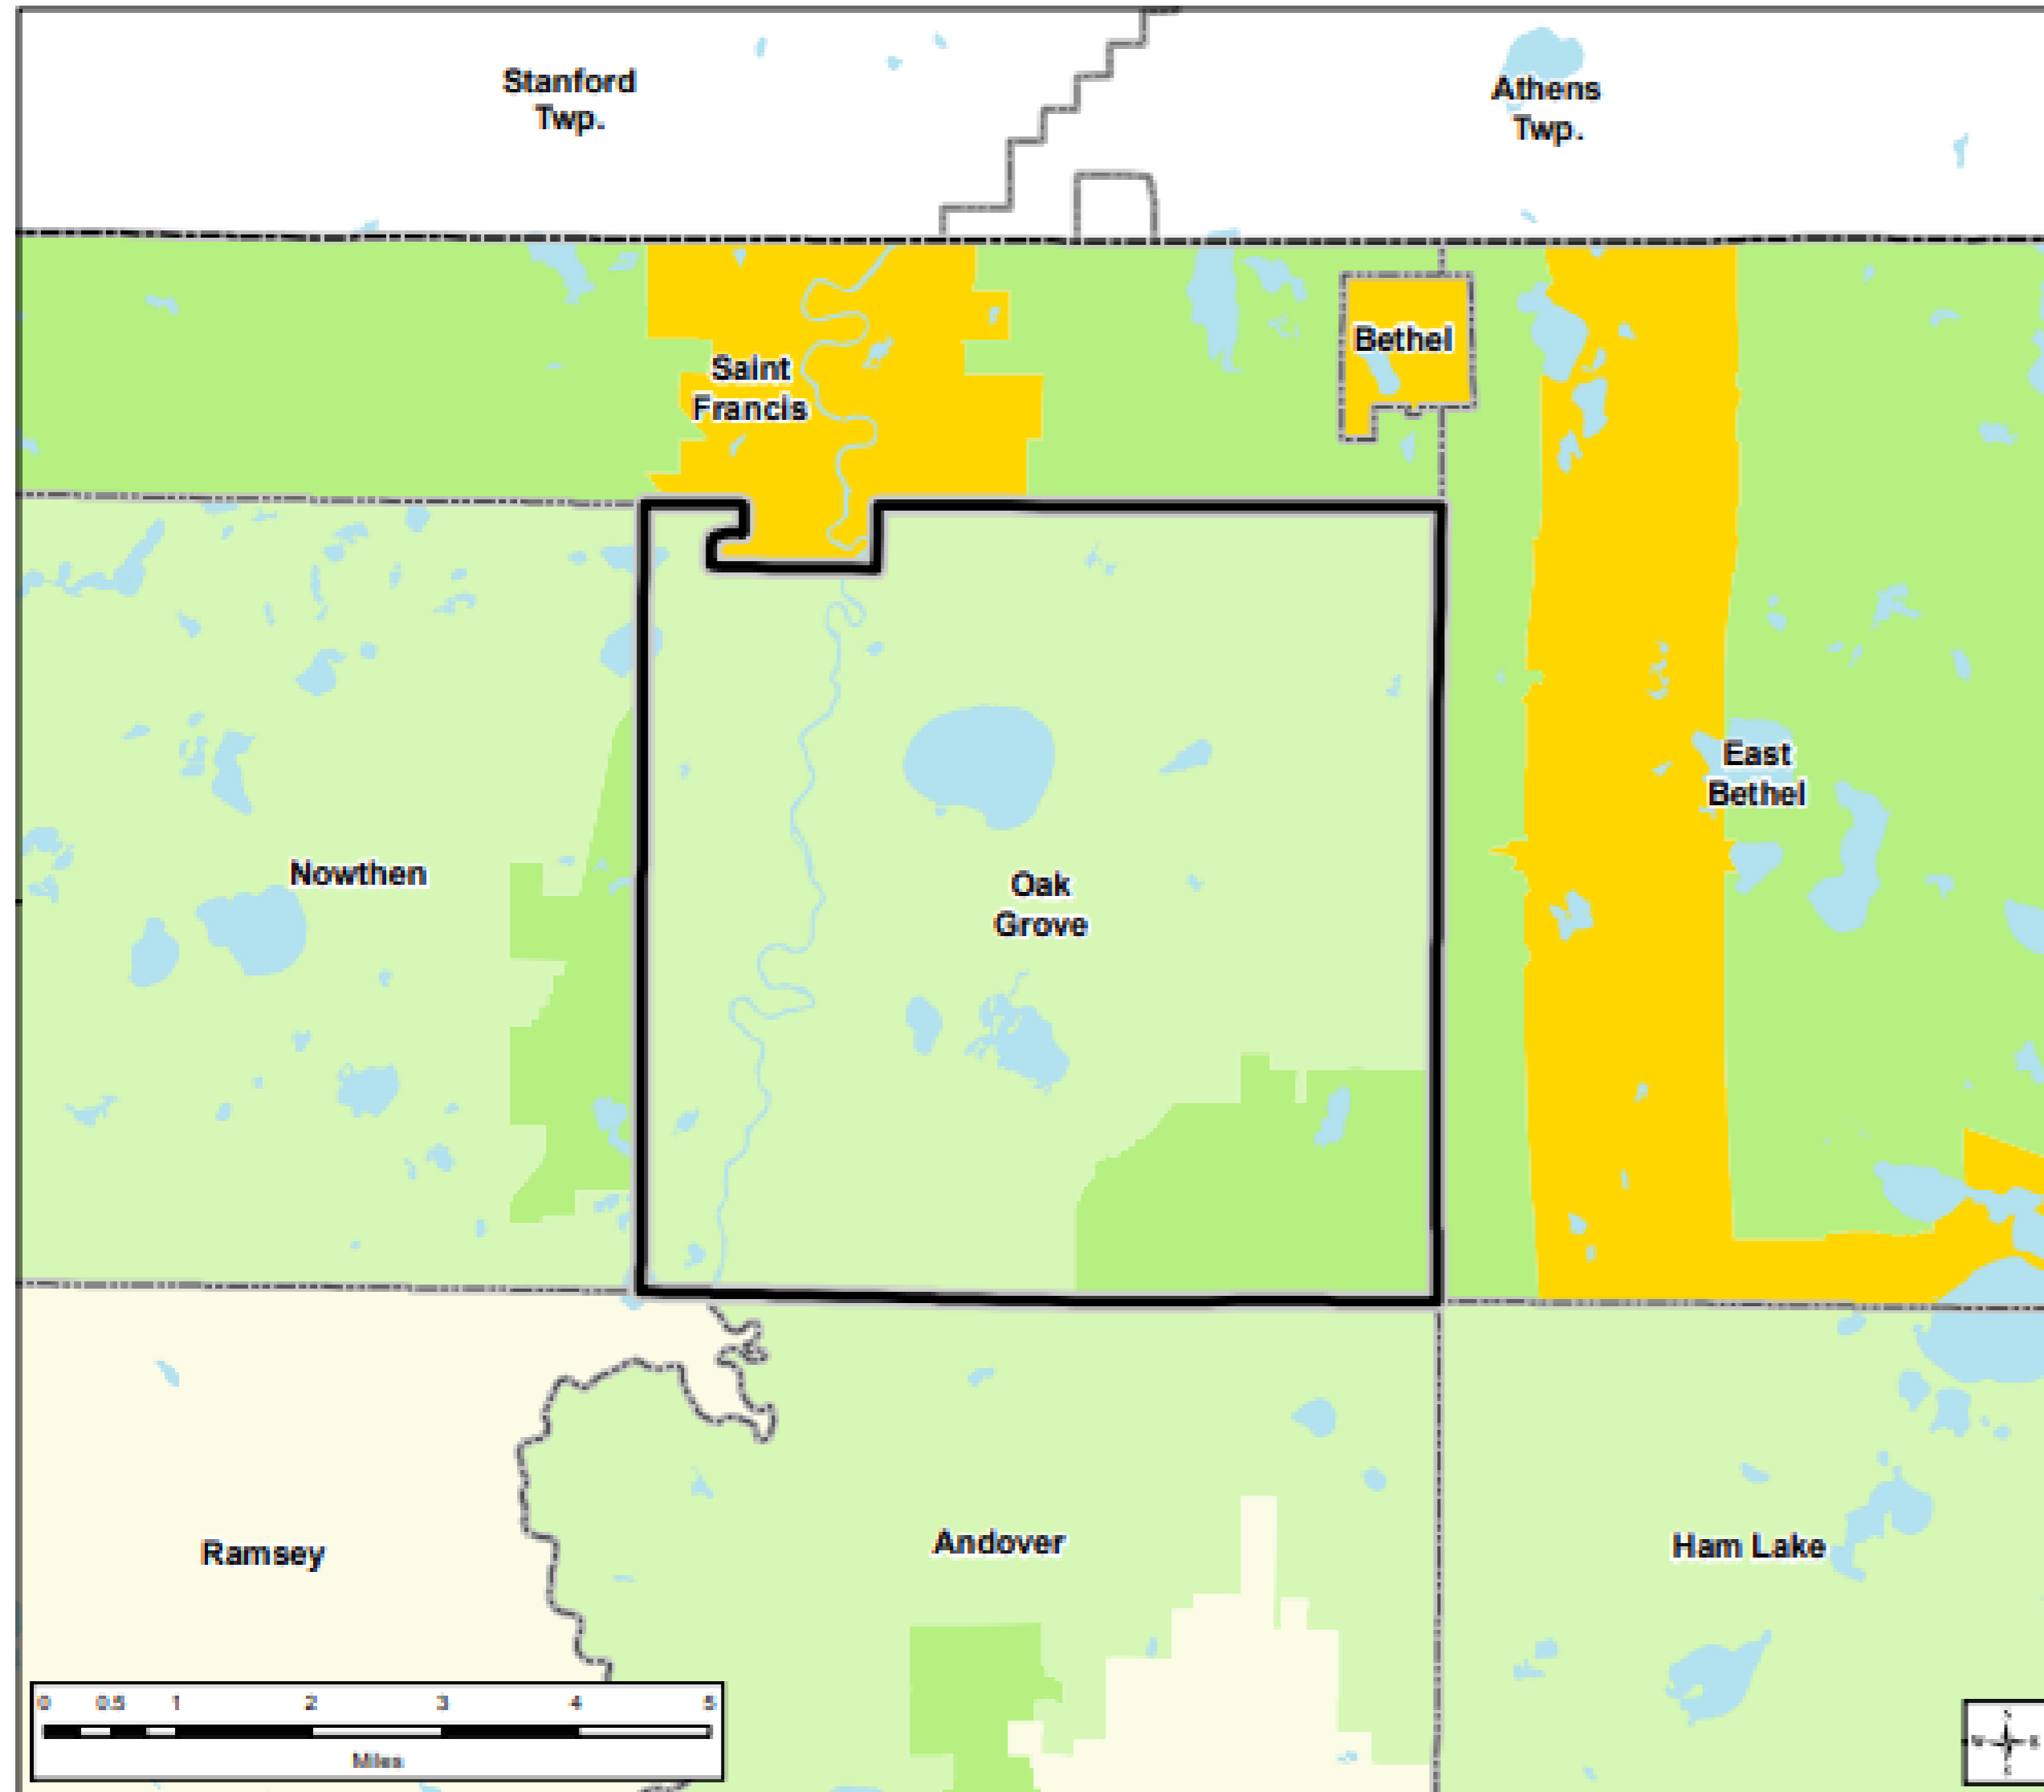 Stanford
Twp.
Athens
Twp.
Bethel
Saint
Francis
East
Bethel
Nowthen
Oak
Grove
Ramsey
Andover
Ham Lake
0 0.5 1 2 3 4 5
Miles